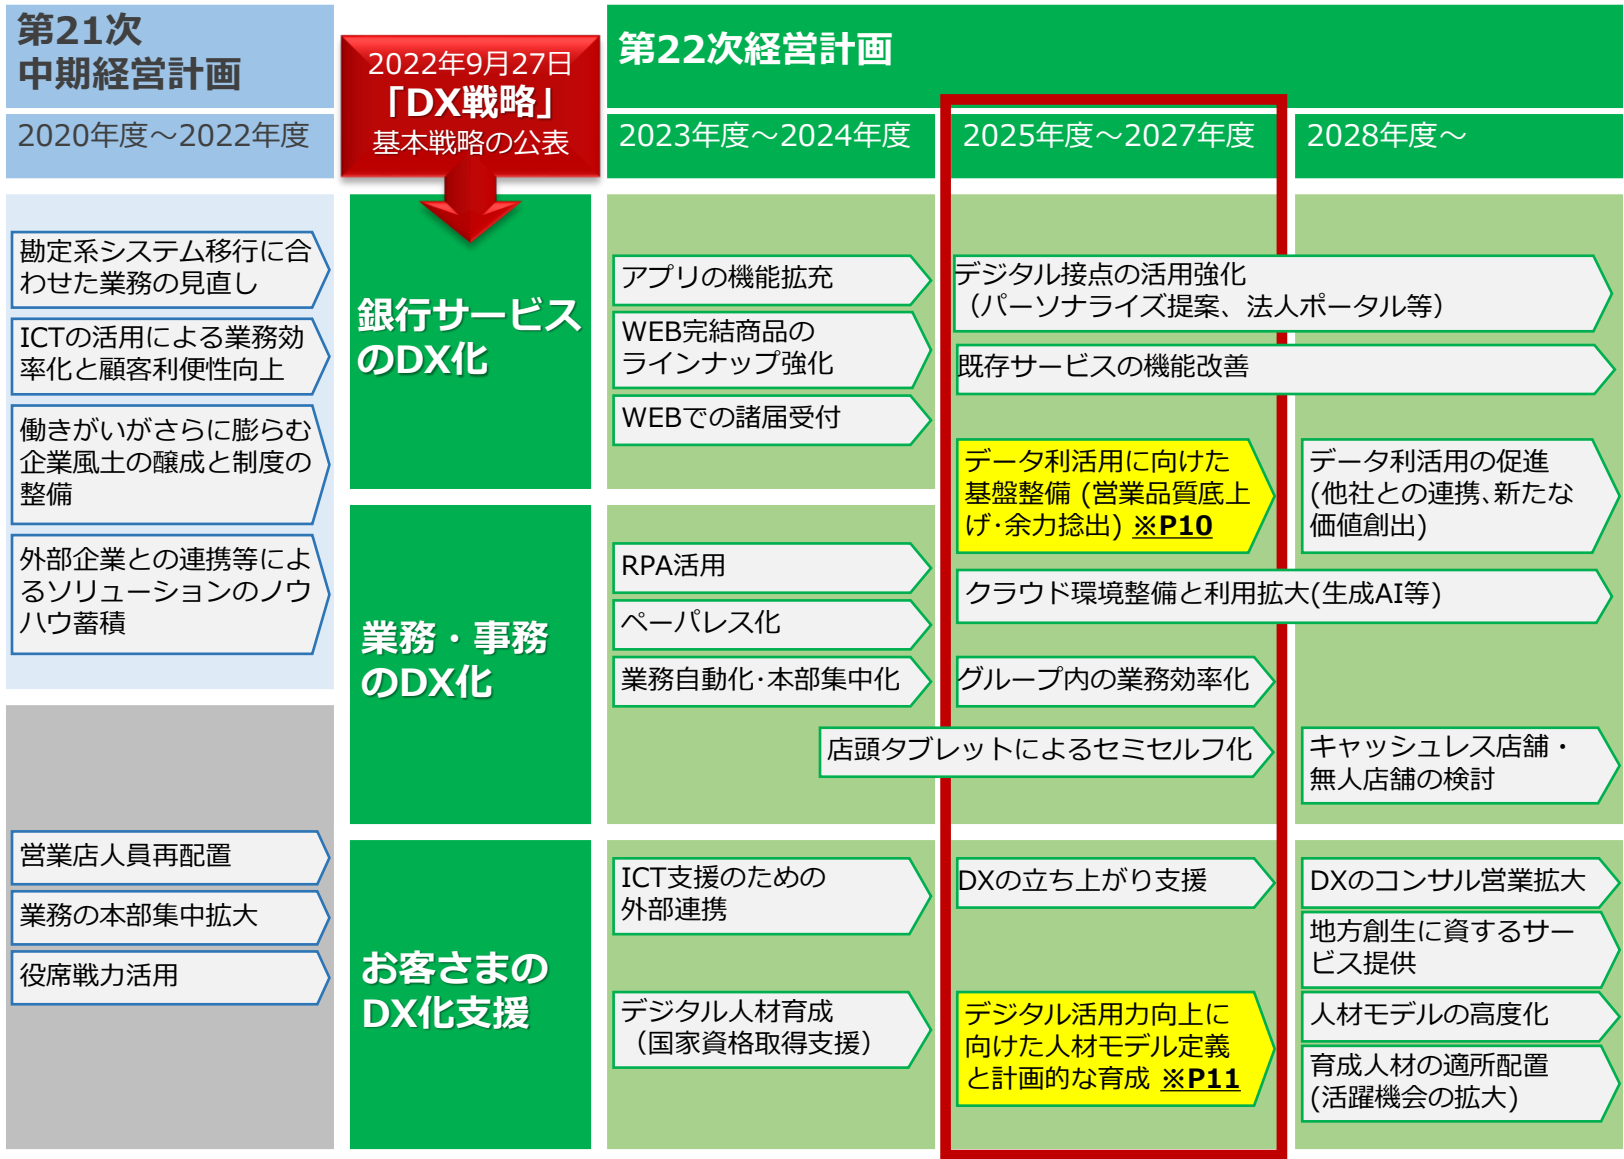 第21次
中期経営計画
2020年度～2022年度
2022年9月27日
「DX戦略」
基本戦略の公表
第22次経営計画
2023年度～2024年度
2025年度～2027年度
2028年度～
勘定系システム移行に合
わせた業務の見直し
ICTの活用による業務効
率化と顧客利便性向上
働きがいがさらに膨らむ
企業風土の醸成と制度の
整備
外部企業との連携等によ
るソリューションのノウ
ハウ蓄積
営業店人員再配置
業務の本部集中拡大
役席戦力活用
銀行サービス
のDX化
アプリの機能拡充
WEB完結商品の
ラインナップ強化
WEBでの諸届受付
デジタル接点の活用強化
（パーソナライズ提案、法人ポータル等）
既存サービスの機能改善
データ利活用に向けた
基盤整備 (営業品質底上
げ･余力捻出) ※P10
データ利活用の促進
(他社との連携､新たな
価値創出)
業務・事務
のDX化
RPA活用
ペーパレス化
業務自動化･本部集中化
クラウド環境整備と利用拡大(生成AI等)
グループ内の業務効率化
店頭タブレットによるセミセルフ化
キャッシュレス店舗・
無人店舗の検討
お客さまの
DX化支援
ICT支援のための
外部連携
デジタル人材育成
（国家資格取得支援）
DXの立ち上がり支援
デジタル活用力向上に
向けた人材モデル定義
と計画的な育成 ※P11
DXのコンサル営業拡大
地方創生に資するサー
ビス提供
人材モデルの高度化
育成人材の適所配置
(活躍機会の拡大)